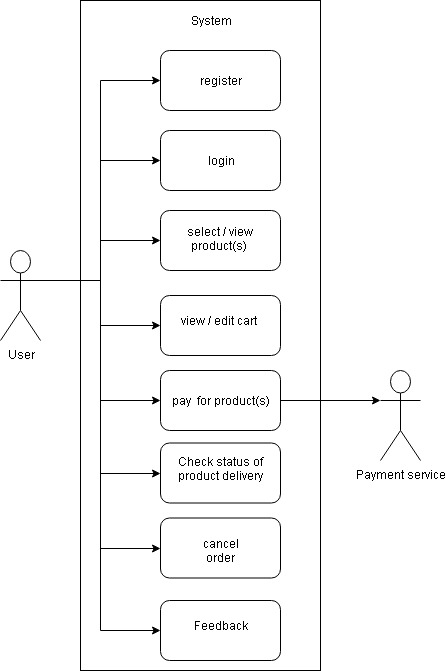 System
register
login
select / view
product(s)
User
view / edit cart
pay for product(s)
Payment service
Check status of
product delivery
cancel
order
Feedback